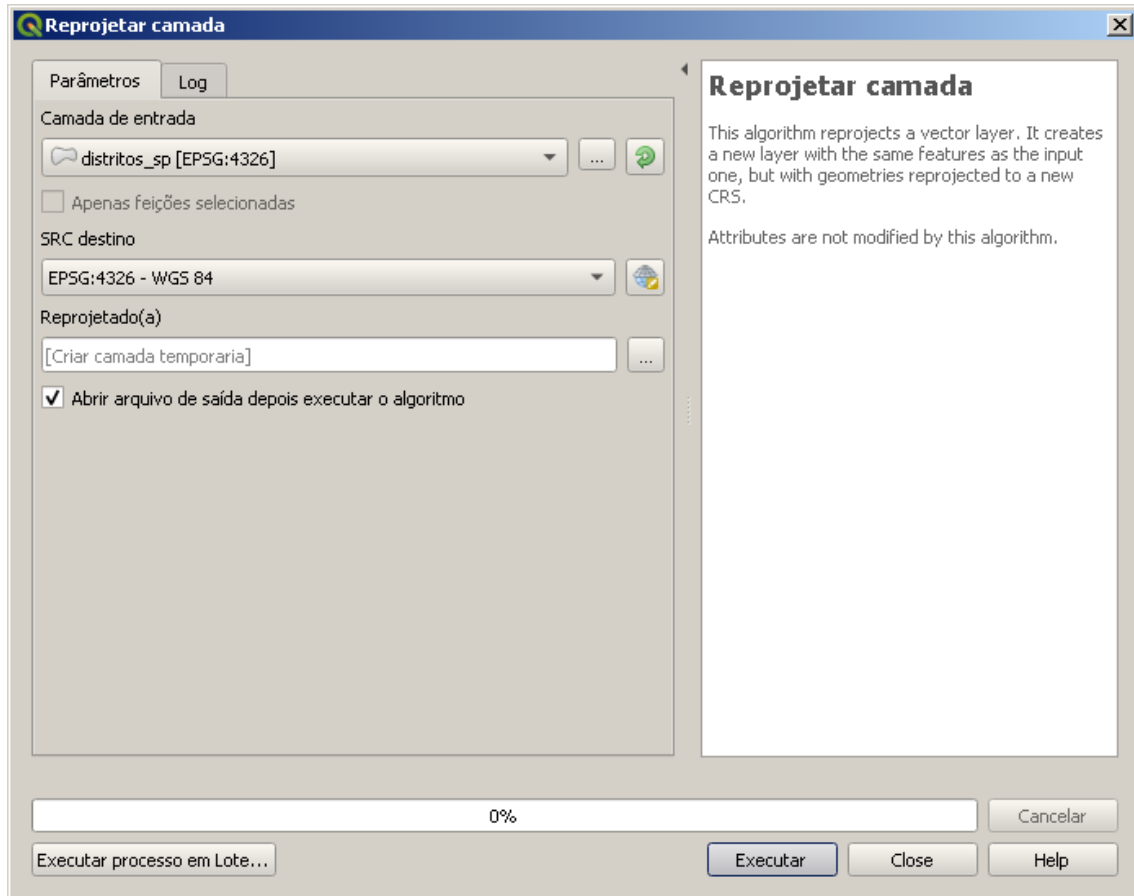 Reprojetar camada
Parâmetros
Log
Camada de entrada
distritos_sp [EPSG:4326]
...
Apenas feições selecionadas
SRC destino
EPSG:4326 - WGS 84
Reprojetado(a)
[Criar camada temporaria]
...
Abrir arquivo de saída depois executar o algoritmo
Reprojetar camada
This algorithm reprojects a vector layer. It creates
a new layer with the same features as the input
one, but with geometries reprojected to a new
CRS.
Attributes are not modified by this algorithm.
0%
Cancelar
Executar processo em Lote...
Executar
Close
Help